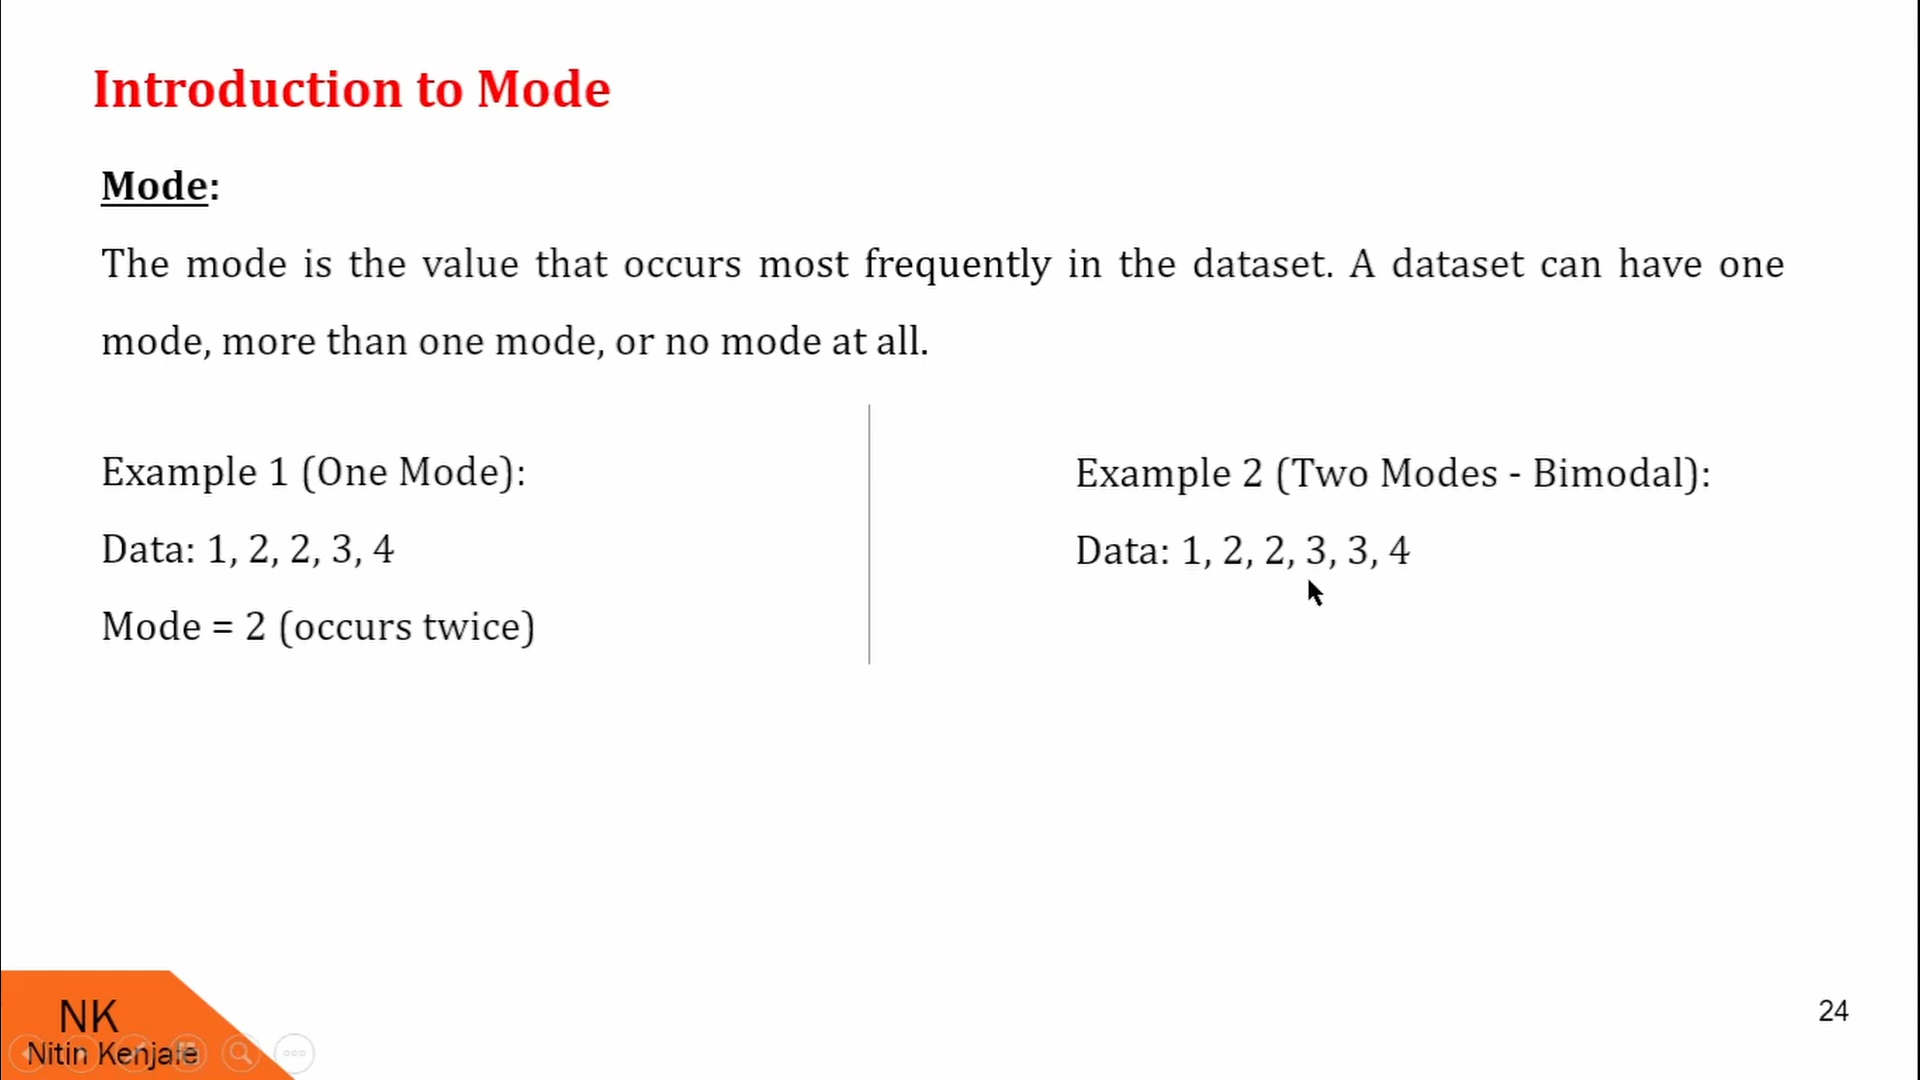 Introduction to Mode
Mode:
The mode is the value that occurs most frequently in the dataset. A dataset can have one
mode, more than one mode, or no mode at all.
Example 1 (One Mode):
Data: 1, 2, 2, 3, 4
Mode = 2 (occurs twice)
Example 2 (Two Modes - Bimodal):
Data: 1, 2, 2, 3, 3, 4
NK
Nitin Kenjale
24